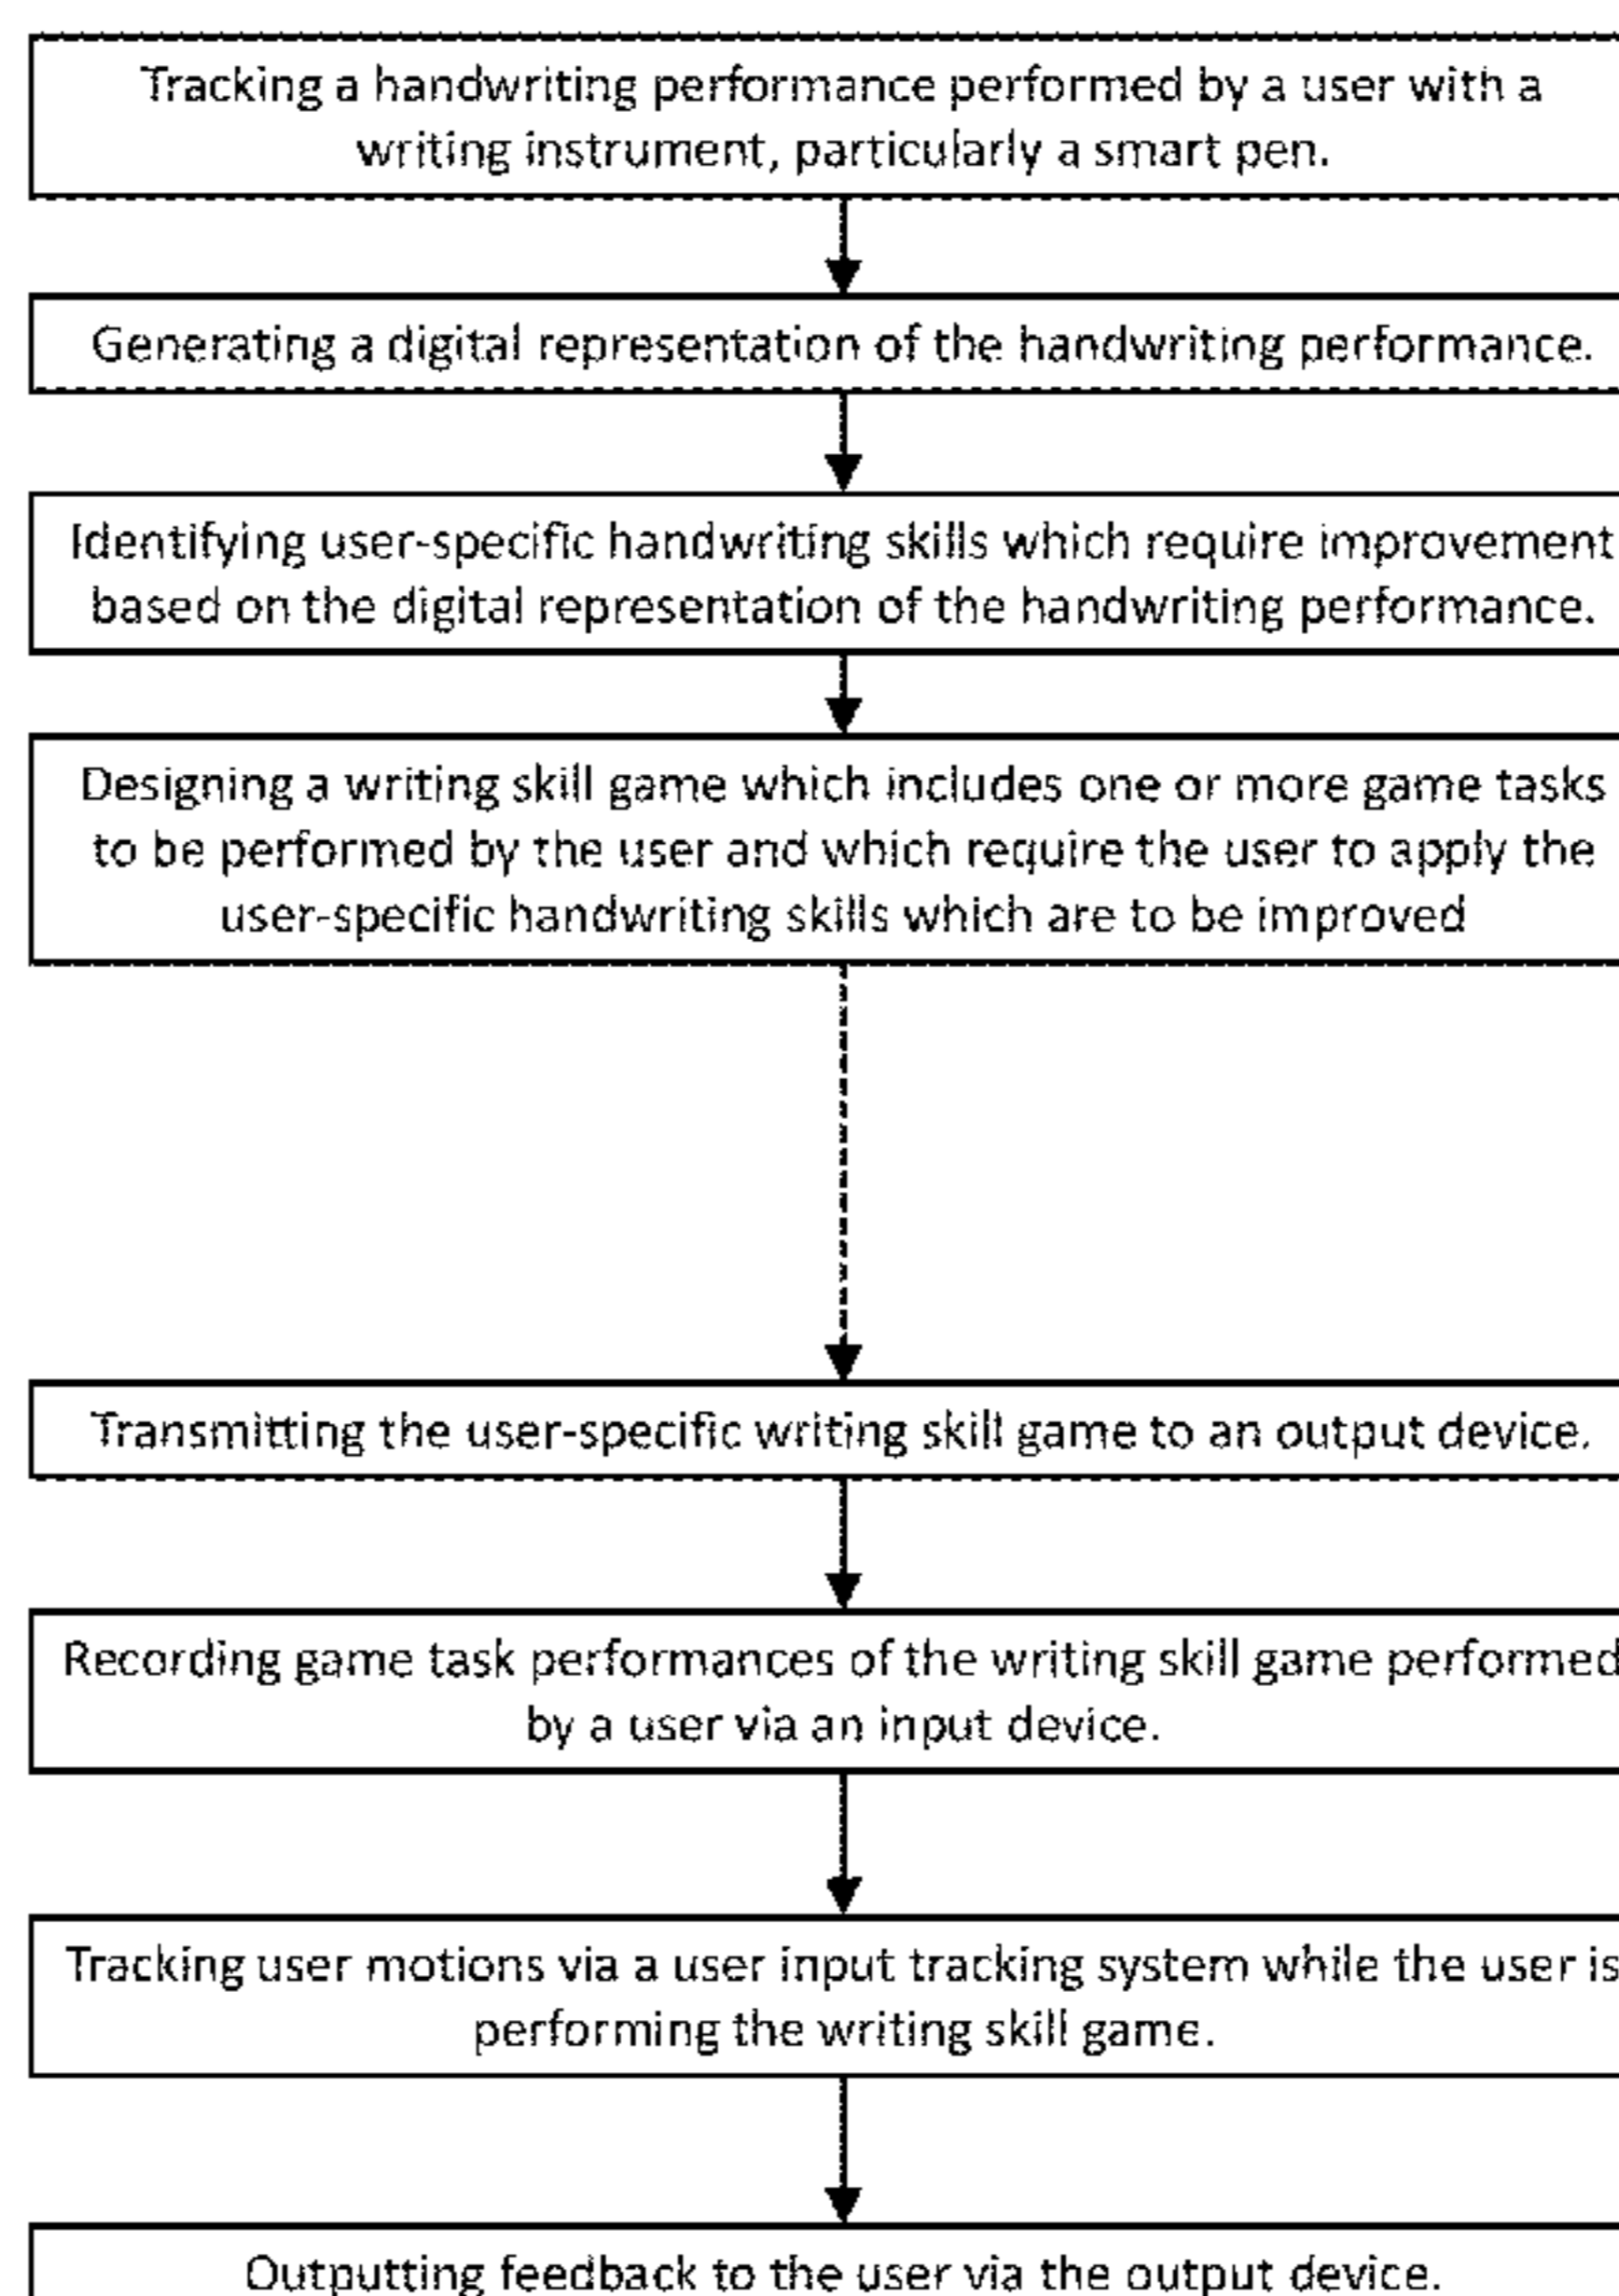 Tracking a handwriting performance performed by a user with a
writing instrument, particularly a smart pen.
Generating a digital representation of the handwriting performance.
Identifying user-specific handwriting skills which require improvement
based on the digital representation of the handwriting performance.
Designing a writing skill game which includes one or more game tasks
to be performed by the user and which require the user to apply the
user-specific handwriting skills which are to be improved
Transmitting the user-specific writing skill game to an output device.
Recording game task performances of the writing skill game performed
by a user via an input device.
Tracking user motions via a user input tracking system while the user is
performing the writing skill game.
Outputting feedback to the user via the output device.